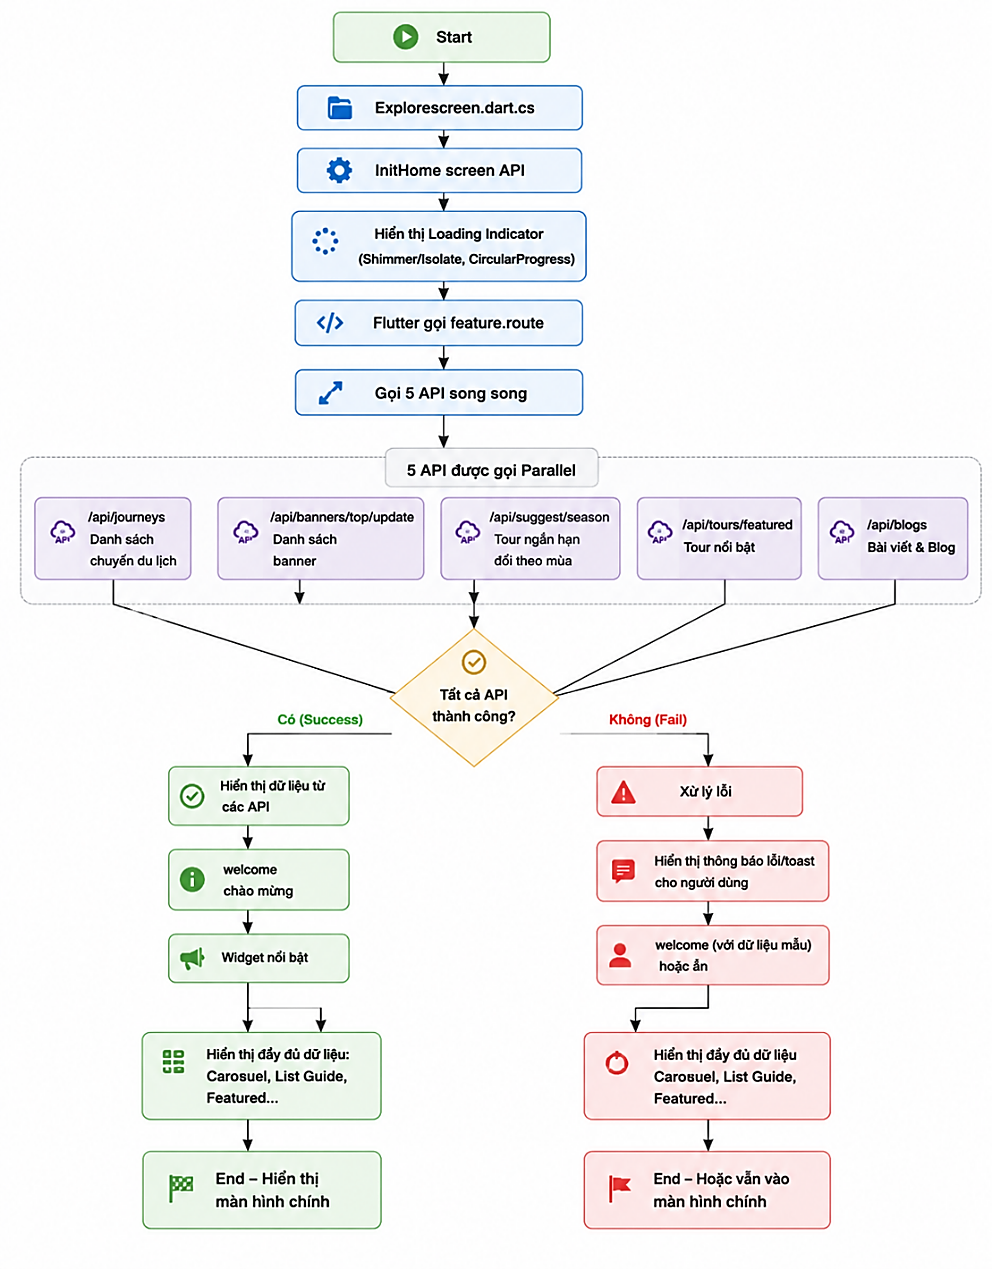 Start
Explorescreen.dart.cs
InitHome screen API
Hiển thị Loading Indicator
(Shimmer/Isolate, CircularProgress)
Flutter gọi feature.route
Gọi 5 API song song
5 API được gọi Parallel
API
/api/journeys
Danh sách
chuyến du lịch
API
/api/banners/top/update
Danh sách
banner
API
/api/suggest/season
Tour ngắn hạn
đổi theo mùa
API
/api/tours/featured
Tour nổi bật
API
/api/blogs
Bài viết & Blog
Tất cả API
thành công?
Có (Success)
Không (Fail)
Hiển thị dữ liệu từ
các API
welcome
chào mừng
Widget nổi bật
Hiển thị đầy đủ dữ liệu:
Carosuel, List Guide,
Featured...
End – Hiển thị
màn hình chính
Xử lý lỗi
Hiển thị thông báo lỗi/toast
cho người dùng
welcome (với dữ liệu mẫu)
hoặc ẩn
Hiển thị đầy đủ dữ liệu
Carosuel, List Guide,
Featured...
End – Hoặc vẫn vào
màn hình chính